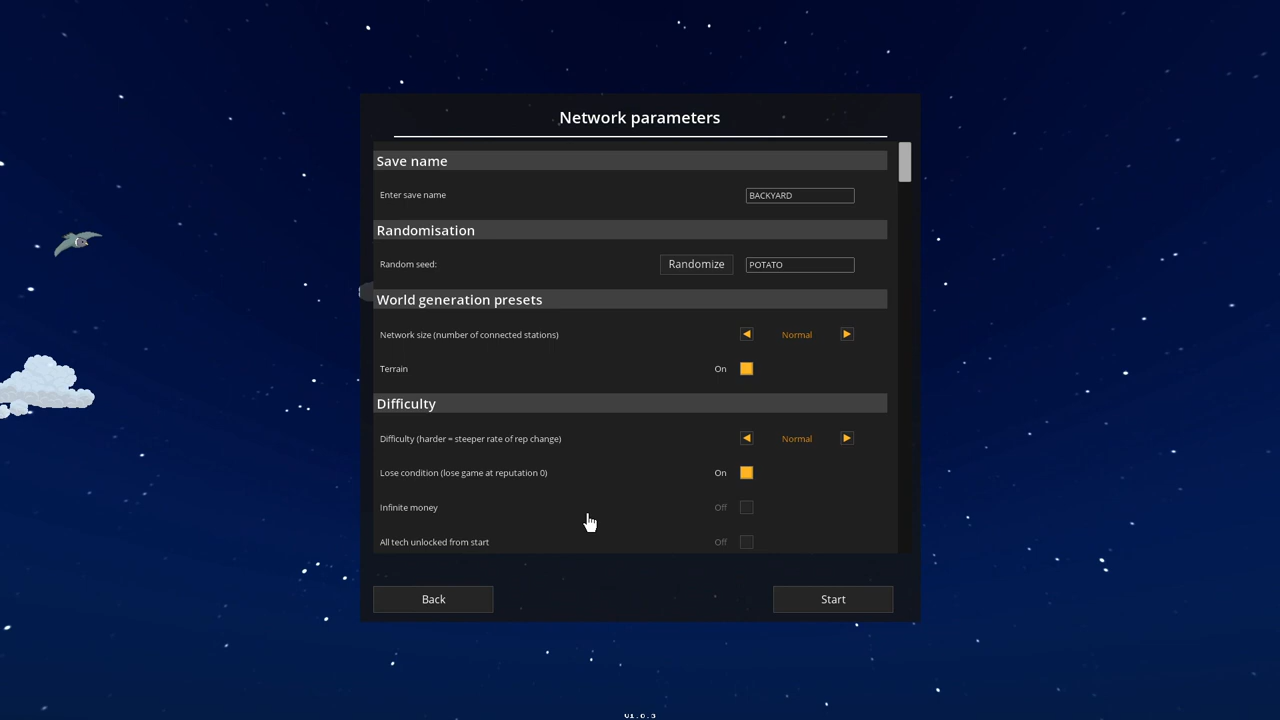 Network parameters
Save name
Enter save name BACKYARD
Randomisation
Random seed: Randomize POTATO
World generation presets
Network size (number of connected stations) Normal
Terrain On
Difficulty
Difficulty (harder = steeper rate of rep change) Normal
Lose condition (lose game at reputation 0) On
Infinite money Off
All tech unlocked from start Off
Back Start